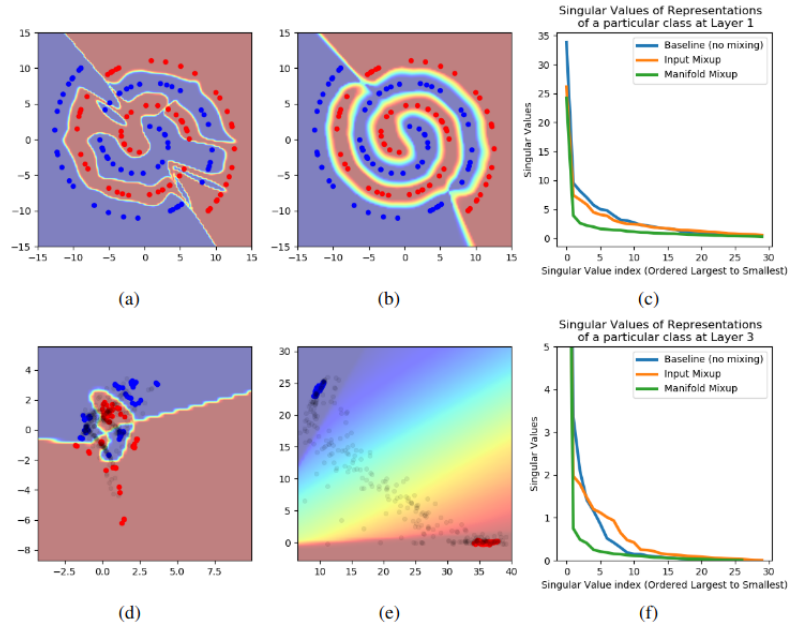 Singular Values of Representations
of a particular class at Layer 1
15
10
5
0
−5
−10
−15
−15 −10 −5 0 5 10 15
(a)
15
10
5
0
−5
−10
−15
−15 −10 −5 0 5 10 15
(b)
Singular Values
35
30
25
20
15
10
5
0
Baseline (no mixing)
Input Mixup
Manifold Mixup
0 5 10 15 20 25 30
Singular Value index (Ordered Largest to Smallest)
(c)
Singular Values of Representations
of a particular class at Layer 3
4
2
0
−2
−4
−6
−8
−2.5 0.0 2.5 5.0 7.5
(d)
30
25
20
15
10
5
0
10 15 20 25 30 35 40
(e)
Singular Values
5
4
3
2
1
0
Baseline (no mixing)
Input Mixup
Manifold Mixup
0 5 10 15 20 25 30
Singular Value index (Ordered Largest to Smallest)
(f)